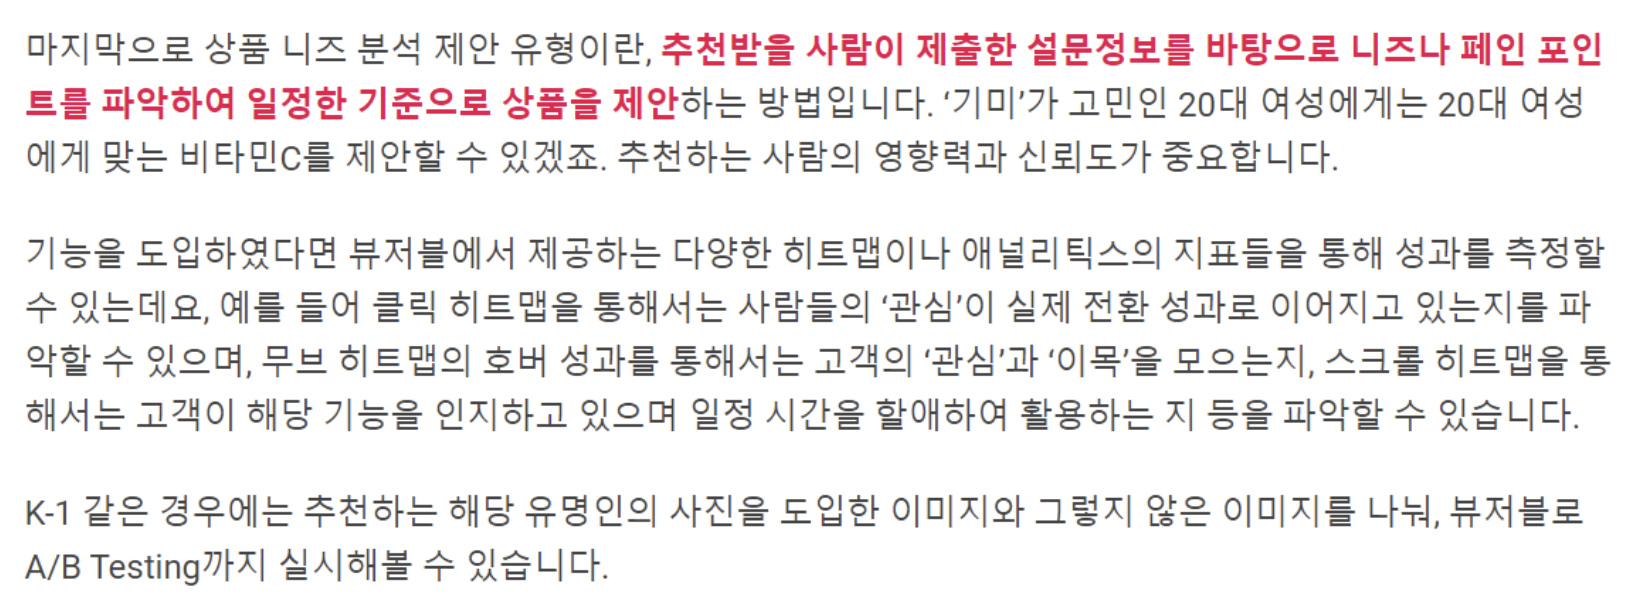 마지막으로 상품 니즈 분석 제안 유형이란, 추천받을 사람이 제출한 설문정보를 바탕으로 니즈나 페인 포인
트를 파악하여 일정한 기준으로 상품을 제안하는 방법입니다. ‘기미’가 고민인 20대 여성에게는 20대 여성
에게 맞는 비타민C를 제안할 수 있겠죠. 추천하는 사람의 영향력과 신뢰도가 중요합니다.
기능을 도입하였다면 뷰저블에서 제공하는 다양한 히트맵이나 애널리틱스의 지표들을 통해 성과를 측정할
수 있는데요, 예를 들어 클릭 히트맵을 통해서는 사람들의 ‘관심’이 실제 전환 성과로 이어지고 있는지를 파
악할 수 있으며, 무브 히트맵의 호버 성과를 통해서는 고객의 ‘관심’과 ‘이목’을 모으는지, 스크롤 히트맵을 통
해서는 고객이 해당 기능을 인지하고 있으며 일정 시간을 할애하여 활용하는 지 등을 파악할 수 있습니다.
K-1 같은 경우에는 추천하는 해당 유명인의 사진을 도입한 이미지와 그렇지 않은 이미지를 나눠, 뷰저블로
A/B Testing까지 실시해볼 수 있습니다.